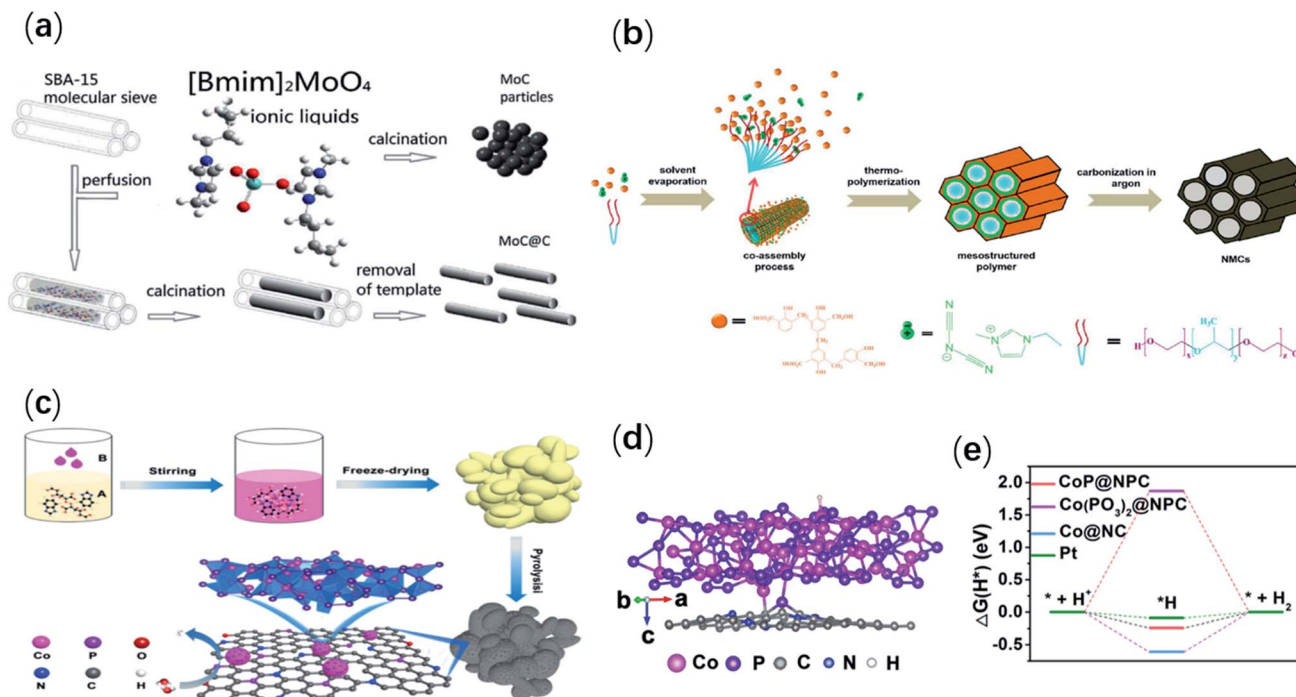 (a)
SBA-15
molecular sieve
[Bmim]₂MoO₄
ionic liquids
MoC
particles
calcination
perfusion
MoC@C
calcination
removal
of template
(b)
solvent
evaporation
thermo-
polymerization
carbonization in
argon
co-assembly
process
mesostructured
polymer
NMCs
=
=
=
(c)
B
A
Stirring
Freeze-drying
Pyrolysisi
Co P O
N C H
(d)
b a
c
Co P C N H
(e)
CoP@NPC
Co(PO₃)₂@NPC
Co@NC
Pt
△G(H*) (eV)
2.0
1.5
1.0
0.5
0.0
-0.5
* + H⁺
*H
* + H₂